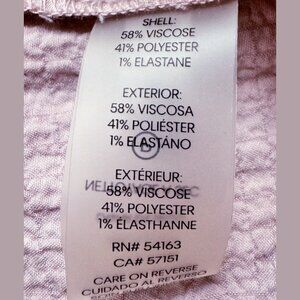 SHELL:
58% VISCOSE
41% POLYESTER
1% ELASTANE
EXTERIOR:
58% VISCOSA
41% POLIÉSTER
1% ELASTÁNO
EXTÉRIEUR:
58% VISCOSE
41% POLYESTER
1% ÉLASTHANNE
RN# 54163
CA# 57151
CARE ON REVERSE
CUIDADO AL REVERSO